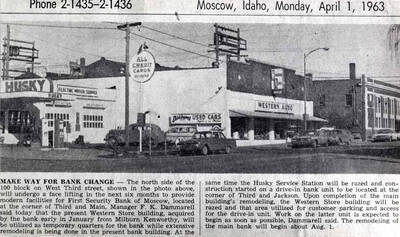 Phone 2-1435-2-1436
Moscow, Idaho, Monday, April 1, 1963
HUSKY
ALL
CREDIT
CARDS
USED CARS
WESTERN AUTO
MAKE WAY FOR BANK CHANGE — The north side of the
100 block on West Third street, shown in the photo above,
will undergo a face lifting in the next six months to provide
modern facilities for First Security Bank of Moscow, located
at the corner of Third and Main, Manager F. K. Dammarell
said today that the present Western Store building, acquired
by the bank early in January from Milburn Kenworthy, will
be utilized as temporary quarters for the bank while extensive
remodeling is being done in the present bank building. At the
same time the Husky Service Station will be razed and con-
struction started on a drive-in bank unit to be located at the
corner of Third and Jackson. Upon completion of the main
building's remodeling, the Western Store building will be
razed and that area utilized for customer parking and access
for the drive-in unit. Work on the latter unit is expected to
begin as soon as possible, Dammarell said. The remodeling of
the main bank will begin about Aug. 1.